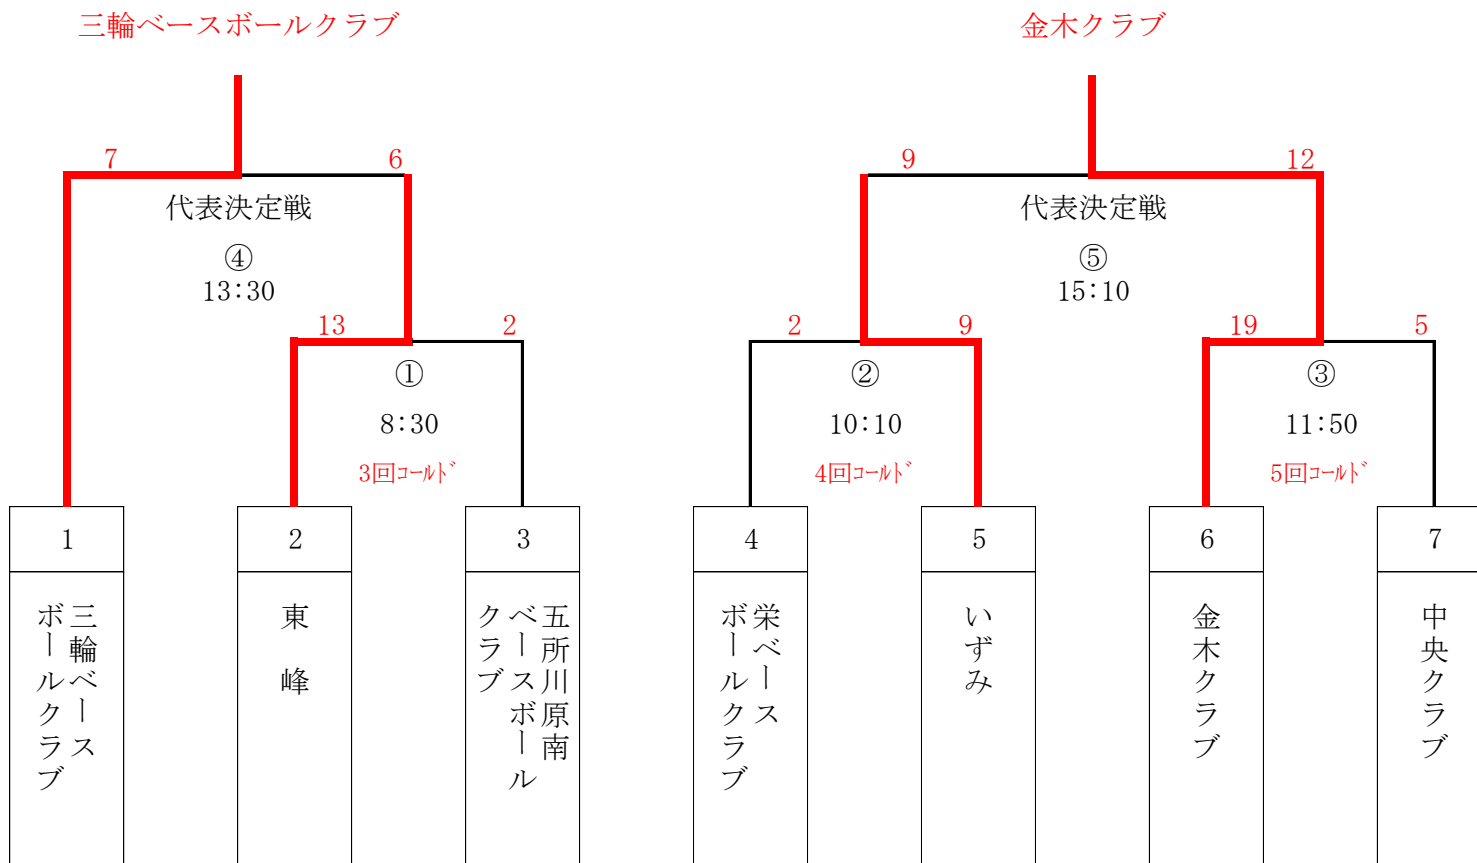 三輪ベースボールクラブ
金木クラブ
7
6
9
12
代表決定戦
代表決定戦
④
⑤
13:30
15:10
13
2
2
9
19
5
①
②
③
8:30
10:10
11:50
3回ｺｰﾙﾄﾞ
4回ｺｰﾙﾄﾞ
5回ｺｰﾙﾄﾞ
1
2
3
4
5
6
7
三輪ベース
ボールクラブ
東峰
五所川原南
ベースボール
クラブ
栄ベース
ボールクラブ
いずみ
金木クラブ
中央クラブ